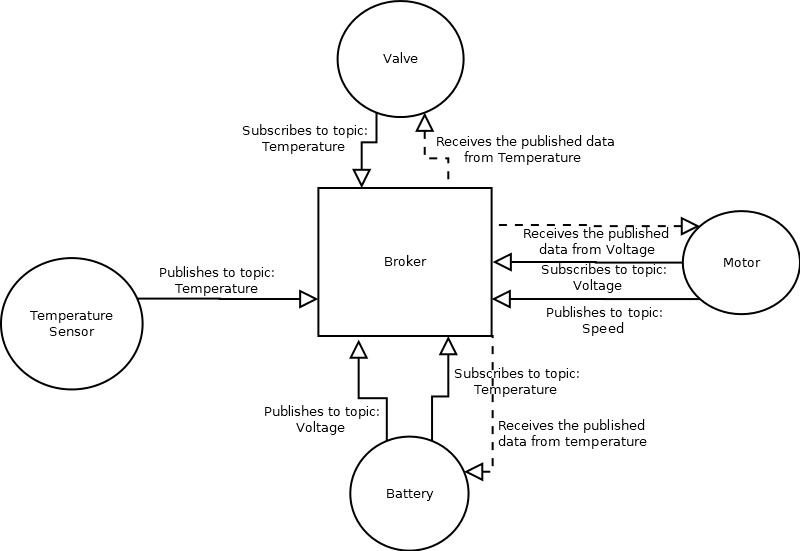 Valve
Subscribes to topic:
Temperature
Receives the published data
from Temperature
Receives the published
data from Voltage
Broker
Motor
Subscribes to topic:
Voltage
Publishes to topic:
Temperature
Temperature
Sensor
Publishes to topic:
Speed
Subscribes to topic:
Temperature
Publishes to topic:
Voltage
Receives the published
data from temperature
Battery